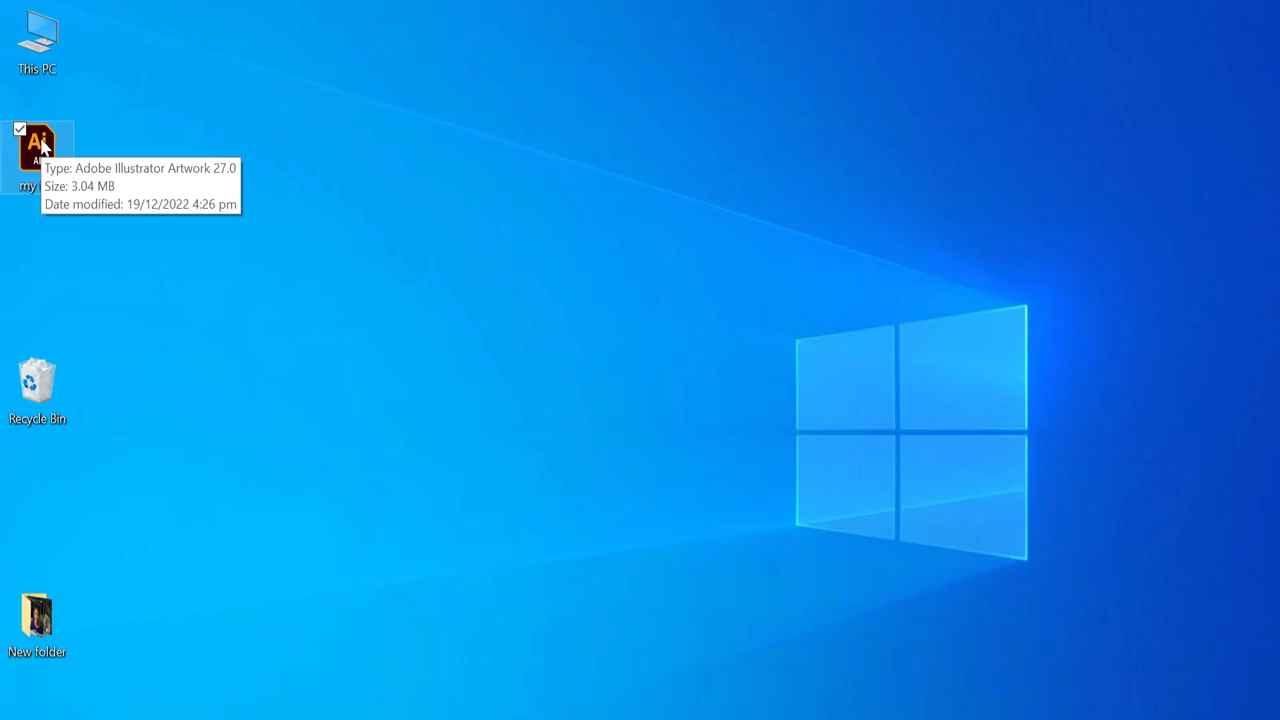 This PC
Ai
my
Type: Adobe Illustrator Artwork 27.0
Size: 3.04 MB
Date modified: 19/12/2022 4:26 pm
Recycle Bin
New folder